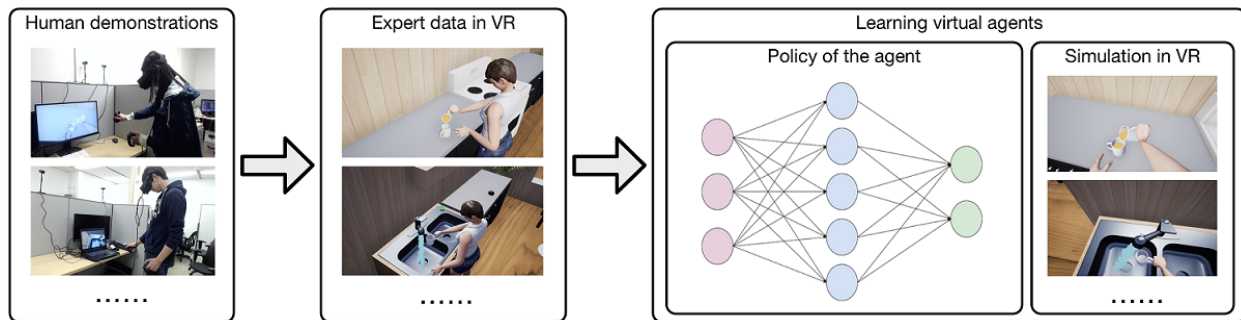 Human demonstrations
......
Expert data in VR
......
Learning virtual agents
Policy of the agent
Simulation in VR
......